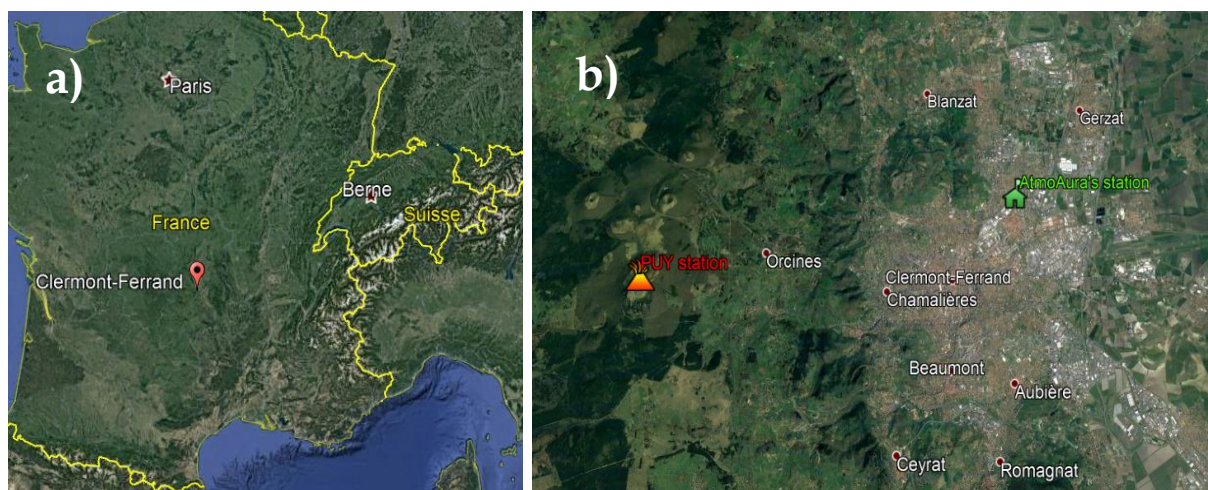 a)
Paris
Berne
Suisse
France
Clermont-Ferrand
b)
Blanzat
Gerzat
AtmoAura's station
PUY station
Orcines
Clermont-Ferrand
Chamalières
Beaumont
Aubière
Ceyrat
Romagnat